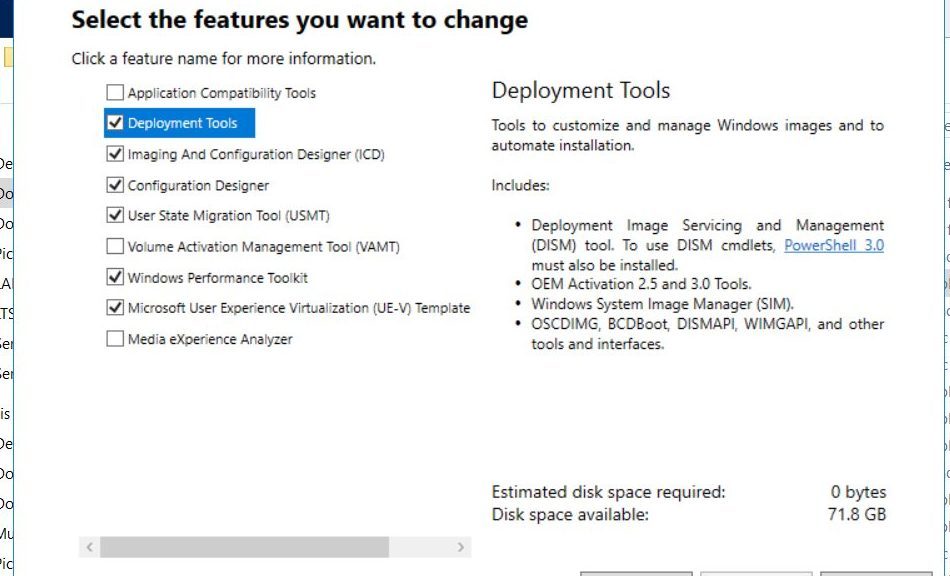 Select the features you want to change
Click a feature name for more information.
Application Compatibility Tools
Deployment Tools
Imaging And Configuration Designer (ICD)
Configuration Designer
User State Migration Tool (USMT)
Volume Activation Management Tool (VAMT)
Windows Performance Toolkit
Microsoft User Experience Virtualization (UE-V) Template
Media eXperience Analyzer
Deployment Tools
Tools to customize and manage Windows images and to
automate installation.
Includes:
• Deployment Image Servicing and Management
(DISM) tool. To use DISM cmdlets, PowerShell 3.0
must also be installed.
• OEM Activation 2.5 and 3.0 Tools.
• Windows System Image Manager (SIM).
• OSCDIMG, BCDBoot, DISMAPI, WIMGAPI, and other
tools and interfaces.
Estimated disk space required: 0 bytes
Disk space available: 71.8 GB